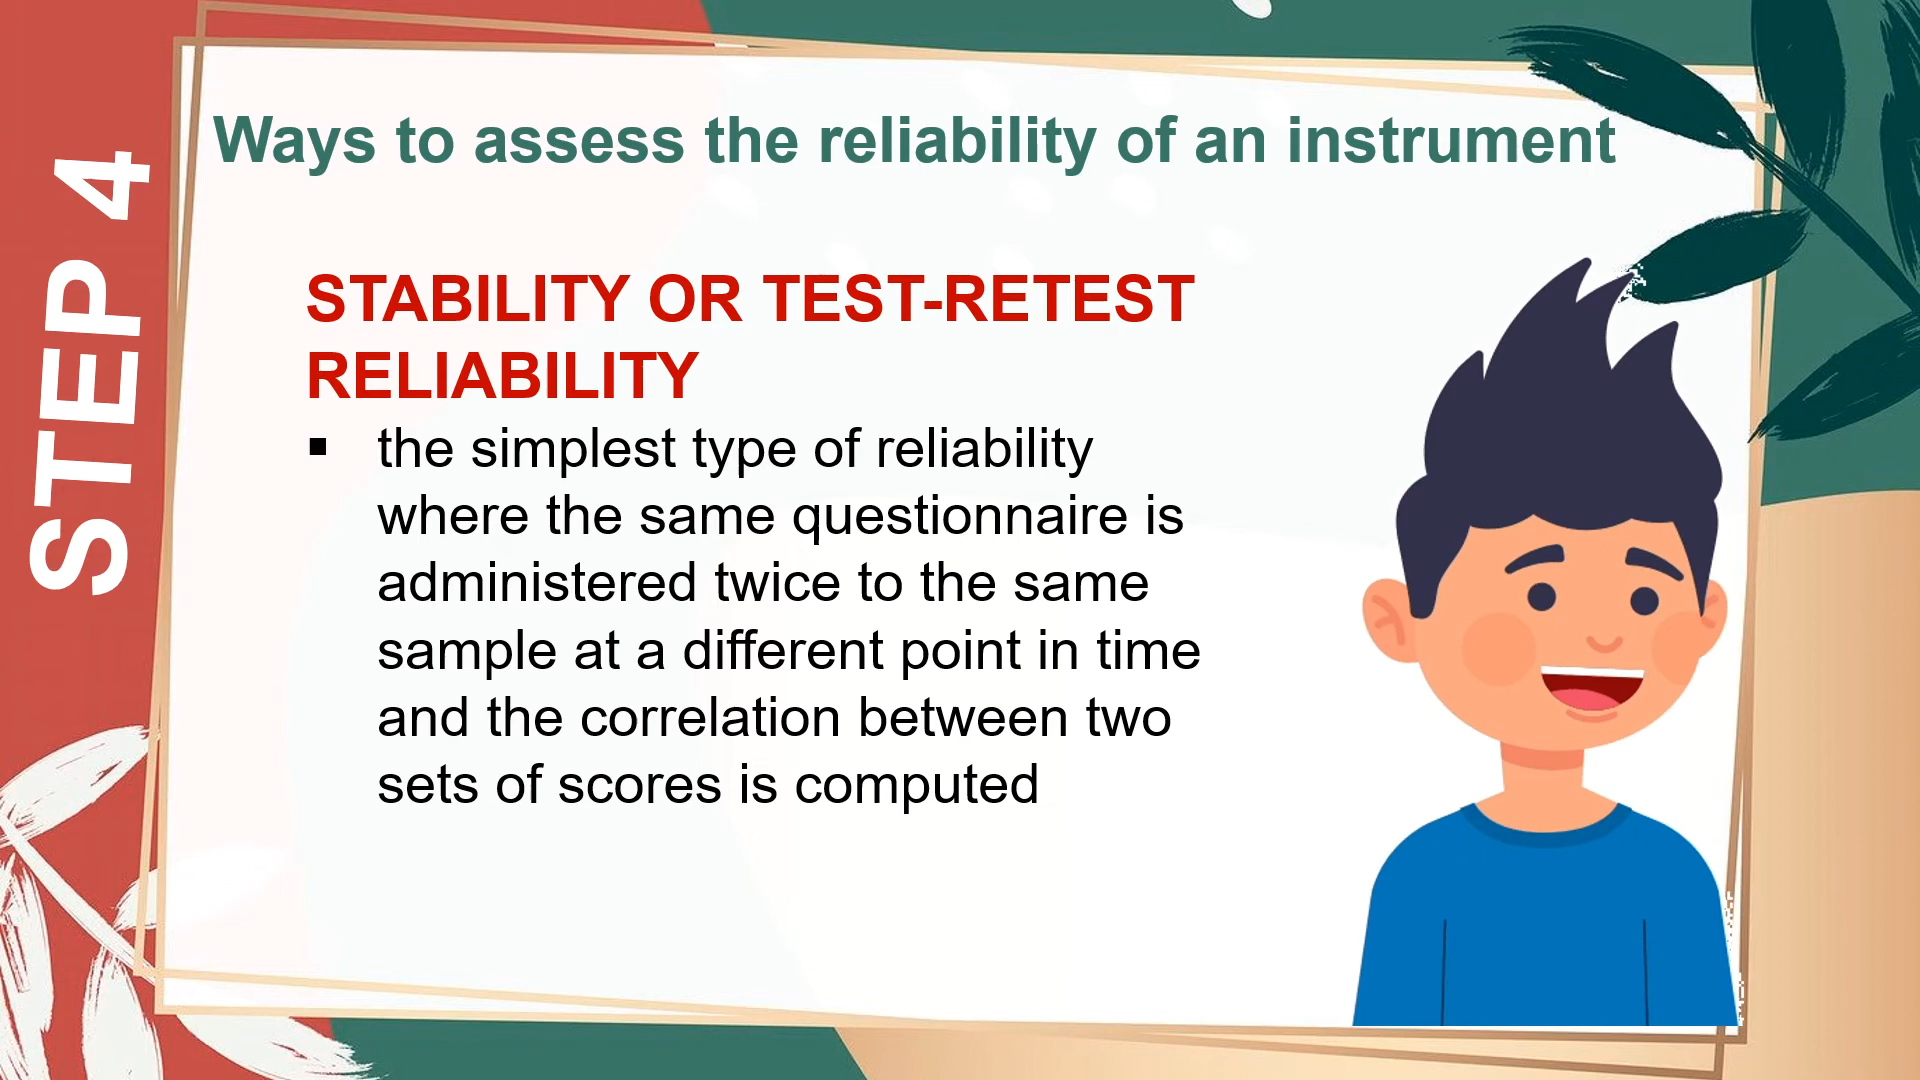 STEP 4
Ways to assess the reliability of an instrument
STABILITY OR TEST-RETEST
RELIABILITY
▪ the simplest type of reliability
where the same questionnaire is
administered twice to the same
sample at a different point in time
and the correlation between two
sets of scores is computed